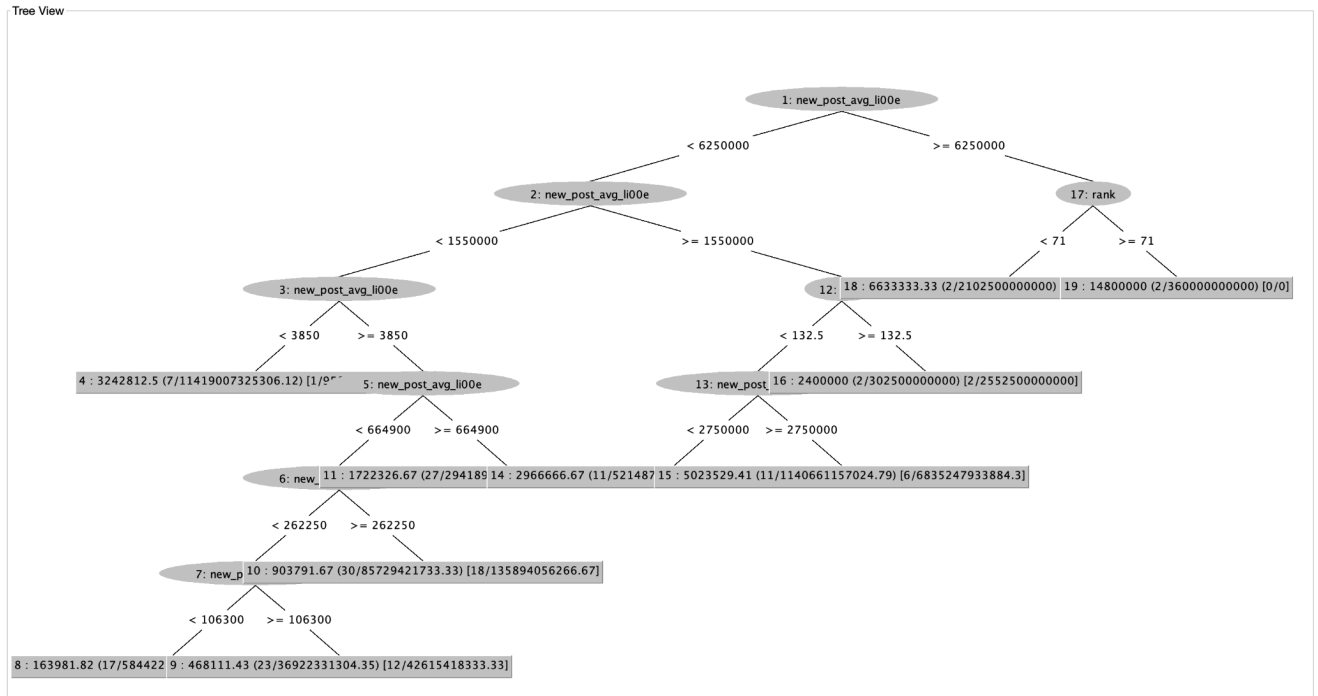 Tree View
1: new_post_avg_li00e
< 6250000 >= 6250000
2: new_post_avg_li00e 17: rank
< 1550000 >= 1550000 < 71 >= 71
3: new_post_avg_li00e 12: 18 : 6633333.33 (2/2102500000000) 19 : 14800000 (2/360000000000) [0/0]
< 3850 >= 3850 < 132.5 >= 132.5
4 : 3242812.5 (7/11419007325306.12) 5: new_post_avg_li00e 13: new_post_ 16 : 2400000 (2/302500000000) [2/2552500000000]
< 664900 >= 664900 < 2750000 >= 2750000
6: new_ 11 : 1722326.67 (27/294189 14 : 2966666.67 (11/521487 15 : 5023529.41 (11/1140661157024.79) [6/6835247933884.3]
< 262250 >= 262250
7: new_p 10 : 903791.67 (30/85729421733.33) [18/135894056266.67]
< 106300 >= 106300
8 : 163981.82 (17/584422 9 : 468111.43 (23/36922331304.35) [12/42615418333.33]